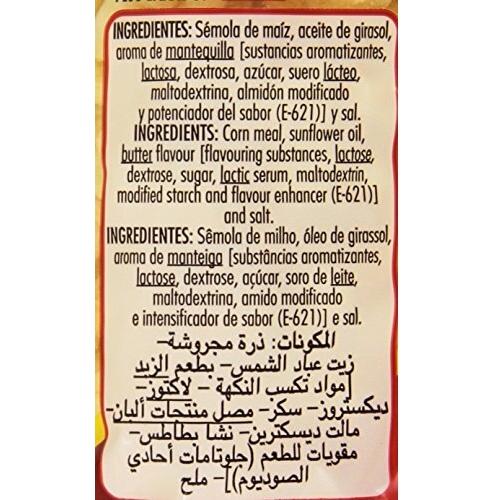 INGREDIENTES: Sémola de maíz, aceite de girasol,
aroma de mantequilla [sustancias aromatizantes,
lactosa, dextrosa, azúcar, suero lácteo,
maltodextrina, almidón modificado
y potenciador del sabor (E-621)] y sal.
INGREDIENTS: Corn meal, sunflower oil,
butter flavour [flavouring substances, lactose,
dextrose, sugar, lactic serum, maltodextrin,
modified starch and flavour enhancer (E-621)]
and salt.
INGREDIENTES: Sêmola de milho, óleo de girassol,
aroma de manteiga [substâncias aromatizantes,
lactose, dextrose, açúcar, soro de leite,
maltodextrina, amido modificado
e intensificador de sabor (E-621)] e sal.
المكونات: ذرة مجروشة-
زيت عباد الشمس- بطعم الزبد
[مواد تكسب النكهة - لاكتوز-
ديكستروز- سكر- مصل منتجات ألبان-
مالت ديسكترين- نشا بطاطس-
مقويات للطعم (جلوتامات أحادي
الصوديوم)]- ملح